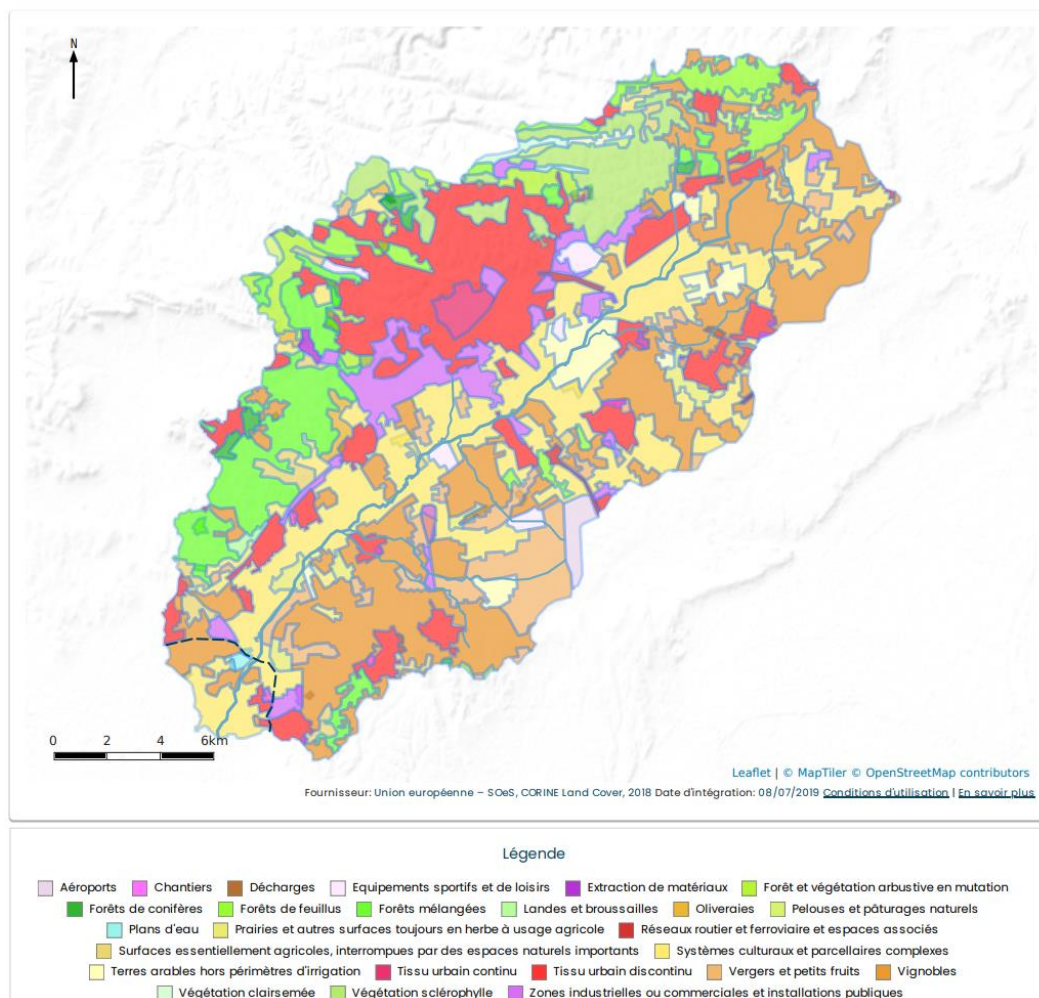 N
0 2 4 6km
Leaflet | © MapTiler © OpenStreetMap contributors
Fournisseur: Union européenne – SOeS, CORINE Land Cover, 2018 Date d'intégration: 08/07/2019 Conditions d'utilisation | En savoir plus
Légende
Aéroports Chantiers Décharges Equipements sportifs et de loisirs Extraction de matériaux Forêt et végétation arbustive en mutation
Forêts de conifères Forêts de feuillus Forêts mélangées Landes et broussailles Oliveraies Pelouses et pâturages naturels
Plans d'eau Prairies et autres surfaces toujours en herbe à usage agricole Réseaux routier et ferroviaire et espaces associés
Surfaces essentiellement agricoles, interrompues par des espaces naturels importants Systèmes culturaux et parcellaires complexes
Terres arables hors périmètres d'irrigation Tissu urbain continu Tissu urbain discontinu Vergers et petits fruits Vignobles
Végétation clairsemée Végétation sclérophylle Zones industrielles ou commerciales et installations publiques